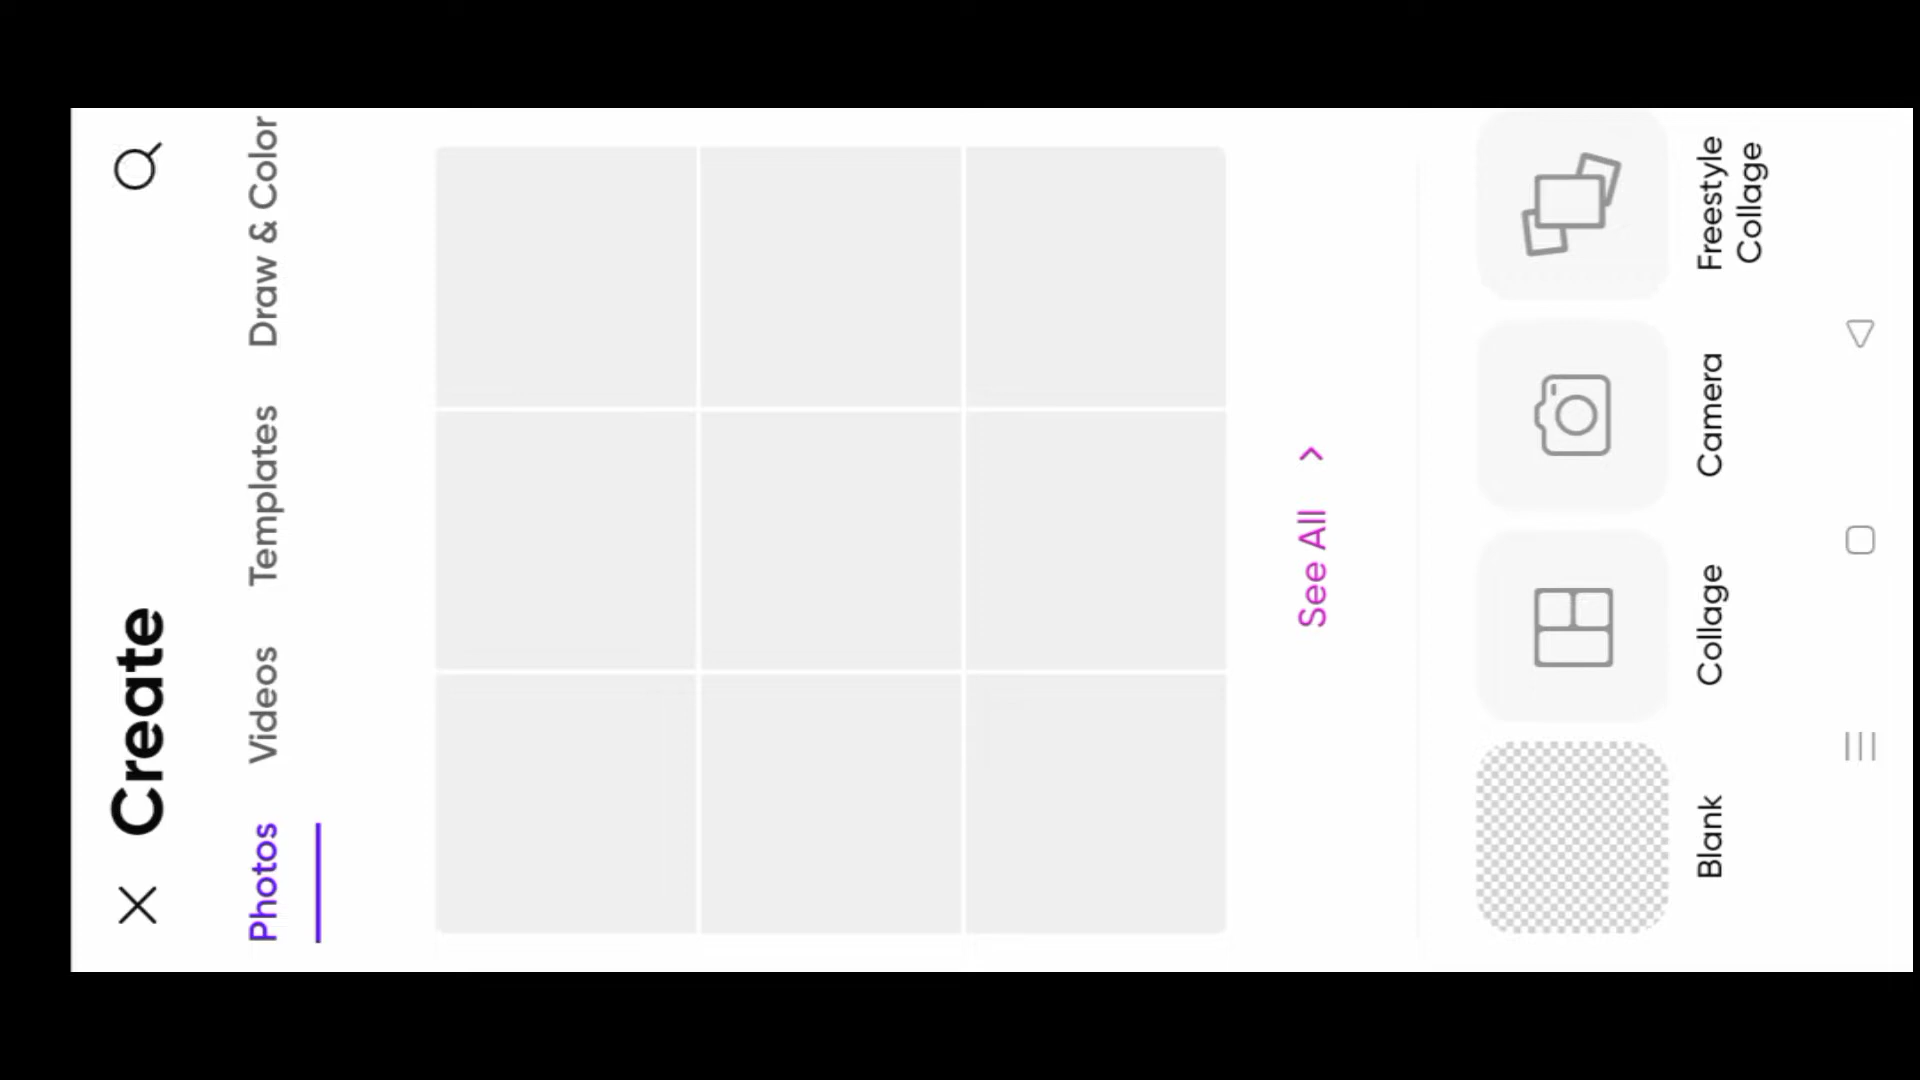 Create
Photos Videos Templates Draw & Color
See All
Blank Collage Camera Freestyle
Collage